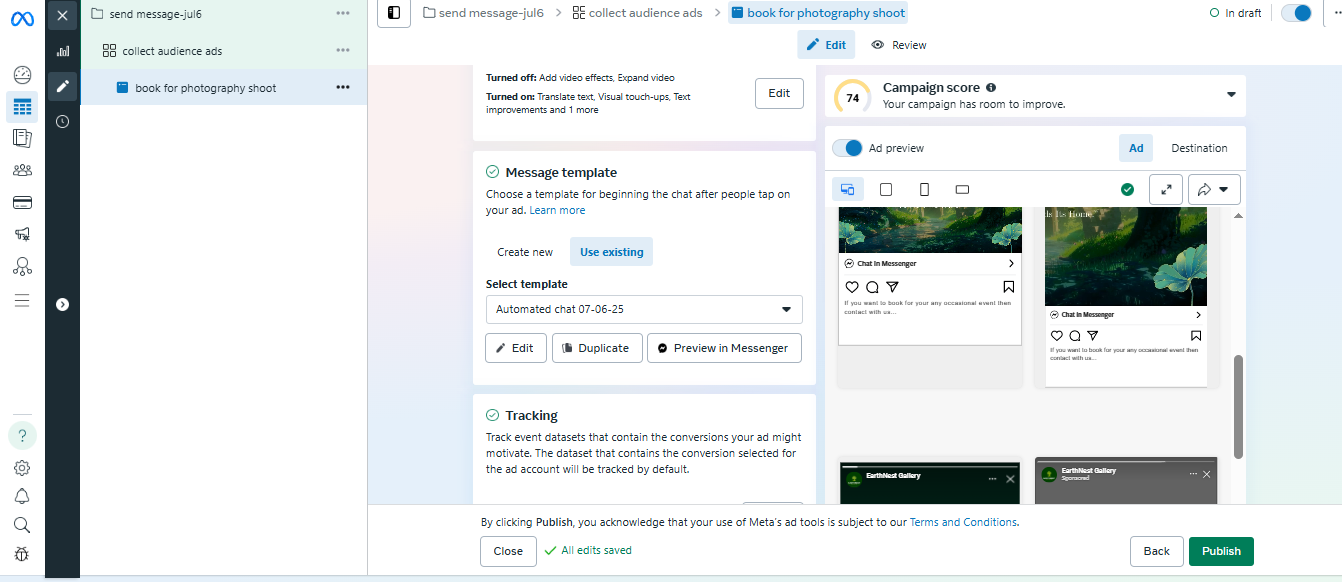 send message-jul6
collect audience ads
book for photography shoot
send message-jul6 > collect audience ads > book for photography shoot
In draft
Edit
Review
Turned off: Add video effects, Expand video
Turned on: Translate text, Visual touch-ups, Text
improvements and 1 more
Edit
Message template
Choose a template for beginning the chat after people tap on
your ad. Learn more
Create new
Use existing
Select template
Automated chat 07-06-25
Edit
Duplicate
Preview in Messenger
Tracking
Track event datasets that contain the conversions your ad might
motivate. The dataset that contains the conversion selected for
the ad account will be tracked by default.
74
Campaign score
Your campaign has room to improve.
Ad preview
Ad
Destination
Chat in Messenger
If you want to book for your any occasional event then
contact with us...
ds Its Home.
Chat in Messenger
If you want to book for your any occasional event then
contact with us...
EarthNest Gallery
EarthNest Gallery
Sponsored
By clicking Publish, you acknowledge that your use of Meta's ad tools is subject to our Terms and Conditions.
Close
All edits saved
Back
Publish